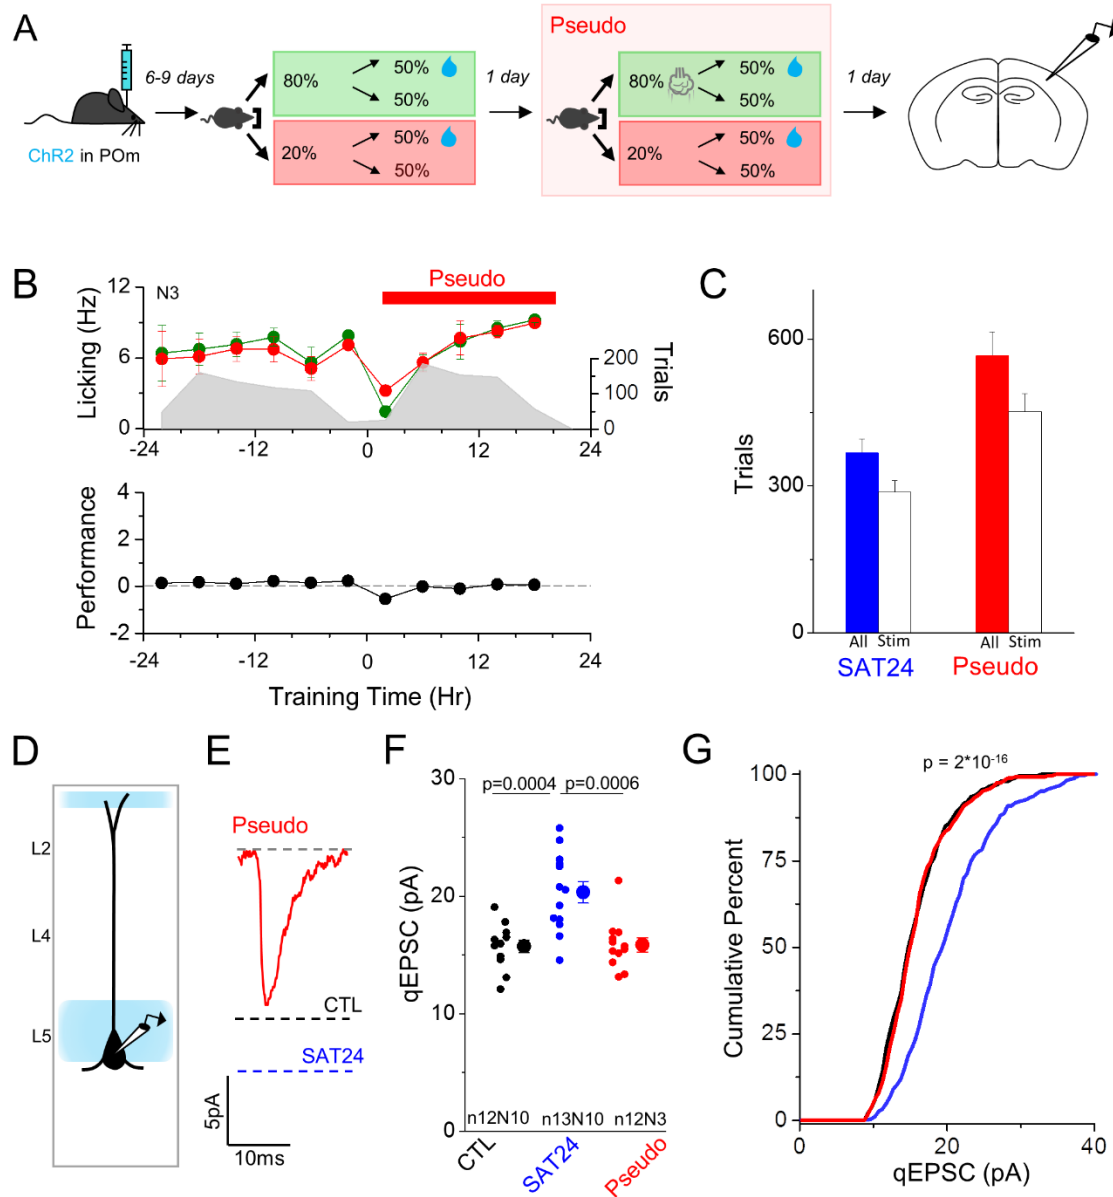 A
Pseudo
6-9 days
1 day
1 day
80%
50%
50%
20%
50%
50%
80%
50%
50%
20%
50%
50%
ChR2 in POm
B
N3
Pseudo
Licking (Hz)
12
6
0
Trials
200
100
0
-24
-12
0
12
24
Performance
4
2
0
-2
-24
-12
0
12
24
Training Time (Hr)
C
Trials
600
300
0
All
Stim
All
Stim
SAT24
Pseudo
D
L2
L4
L5
E
Pseudo
CTL
SAT24
5pA
10ms
F
qEPSC (pA)
30
20
10
0
p=0.0004
p=0.0006
n12N10
n13N10
n12N3
CTL
SAT24
Pseudo
G
p = 2*10-16
Cumulative Percent
100
75
50
25
0
0
20
40
qEPSC (pA)